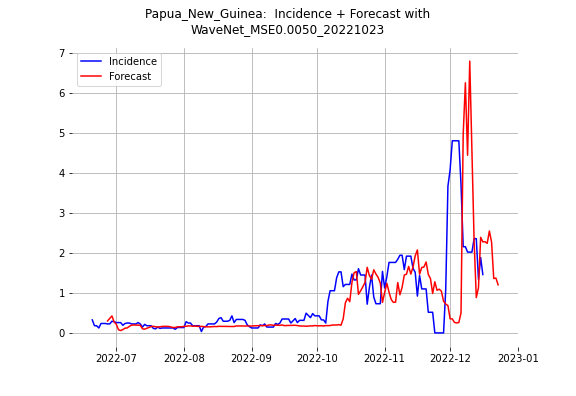 Papua_New_Guinea:  Incidence + Forecast with
WaveNet_MSE0.0050_20221023
Incidence
Forecast
7
6
5
4
3
2
1
0
2022-07 2022-08 2022-09 2022-10 2022-11 2022-12 2023-01